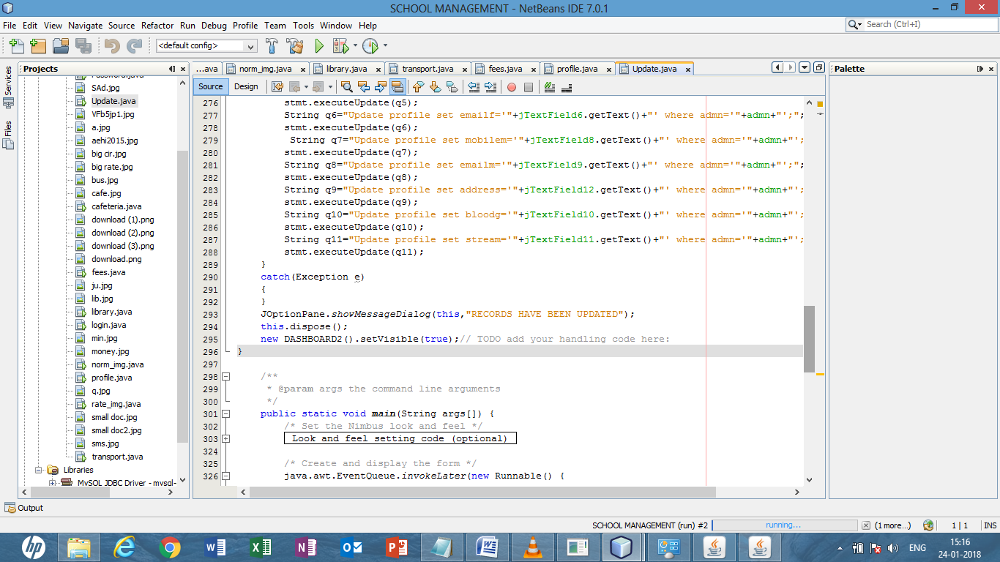 SCHOOL MANAGEMENT - NetBeans IDE 7.0.1
File Edit View Navigate Source Refactor Run Debug Profile Team Tools Window Help
Search (Ctrl+I)
<default config>
Services
Files
Projects
Password.java
SAd.jpg
Update.java
VFb5jp1.jpg
a.jpg
aehi2015.jpg
big cir.jpg
big rate.jpg
bus.jpg
cafe.jpg
cafeteria.java
download (1).png
download (2).png
download (3).png
download.png
fees.java
ju.jpg
lib.jpg
library.java
login.java
min.jpg
money.jpg
norm_img.java
profile.java
q.jpg
rate_img.java
small doc.jpg
small doc2.jpg
sms.jpg
transport.java
Libraries
MySQL JDBC Driver - mysql-
...ava norm_img.java library.java transport.java fees.java profile.java Update.java
Source Design
276 stmt.executeUpdate(q5);
277 String q6="Update profile set emailf='"+jTextField6.getText()+"' where admn='"+admn+"';";
278 stmt.executeUpdate(q6);
279 String q7="Update profile set mobilem='"+jTextField8.getText()+"' where admn='"+admn+"';
280 stmt.executeUpdate(q7);
281 String q8="Update profile set emailm='"+jTextField9.getText()+"' where admn='"+admn+"';";
282 stmt.executeUpdate(q8);
283 String q9="Update profile set address='"+jTextField12.getText()+"' where admn='"+admn+"';
284 stmt.executeUpdate(q9);
285 String q10="Update profile set bloodg='"+jTextField10.getText()+"' where admn='"+admn+"';
286 stmt.executeUpdate(q10);
287 String q11="Update profile set stream='"+jTextField11.getText()+"' where admn='"+admn+"';
288 stmt.executeUpdate(q11);
289 }
290 catch(Exception e)
291 {
292 }
293 JOptionPane.showMessageDialog(this,"RECORDS HAVE BEEN UPDATED");
294 this.dispose();
295 new DASHBOARD2().setVisible(true);// TODO add your handling code here:
296 }
297
298 /**
299 * @param args the command line arguments
300 */
301 public static void main(String args[]) {
302 /* Set the Nimbus look and feel */
303 Look and feel setting code (optional)
324
325 /* Create and display the form */
326 java.awt.EventQueue.invokeLater(new Runnable() {
Palette
Output
SCHOOL MANAGEMENT (run) #2 running... (1 more...) 1 | 1 INS
ENG
15:16
24-01-2018